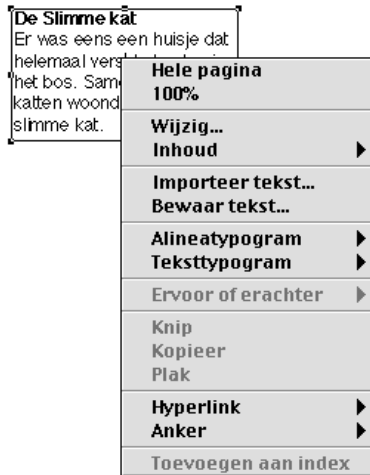 De Slimme kat
Er was eens een huisje dat
helemaal
het bos.
katten woond
slimme kat.
Hele pagina
100%
Wijzig...
Inhoud
Importeer tekst...
Bewaar tekst...
Alineatypogram
Teksttypogram
Ervoor of erachter
Knip
Kopieer
Plak
Hyperlink
Anker
Toevoegen aan index